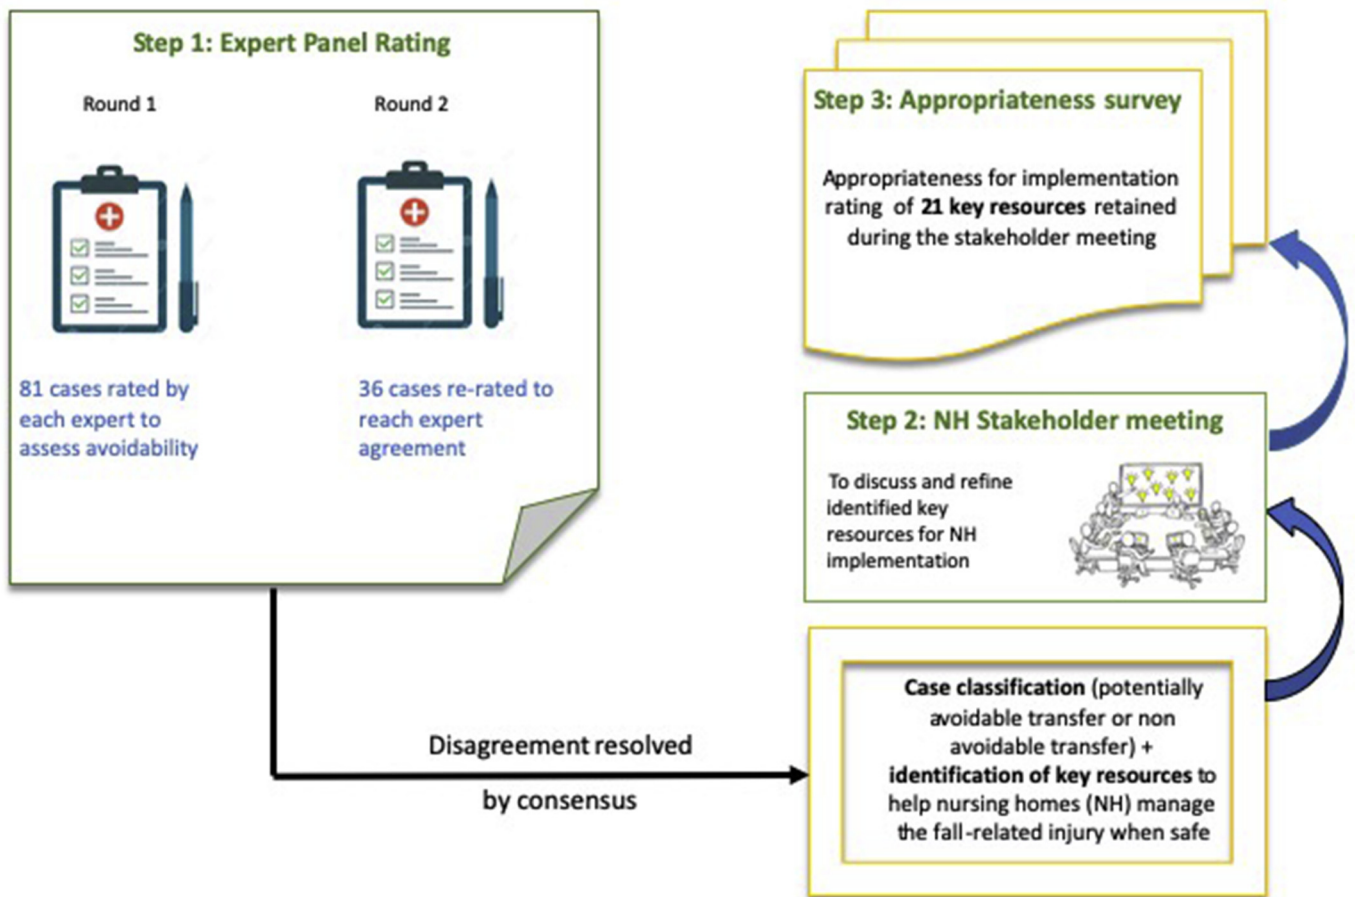 Step 1: Expert Panel Rating
Round 1
Round 2
81 cases rated by
each expert to
assess avoidability
36 cases re-rated to
reach expert
agreement
Disagreement resolved
by consensus
Case classification (potentially
avoidable transfer or non
avoidable transfer) +
identification of key resources to
help nursing homes (NH) manage
the fall-related injury when safe
Step 2: NH Stakeholder meeting
To discuss and refine
identified key
resources for NH
implementation
Step 3: Appropriateness survey
Appropriateness for implementation
rating of 21 key resources retained
during the stakeholder meeting